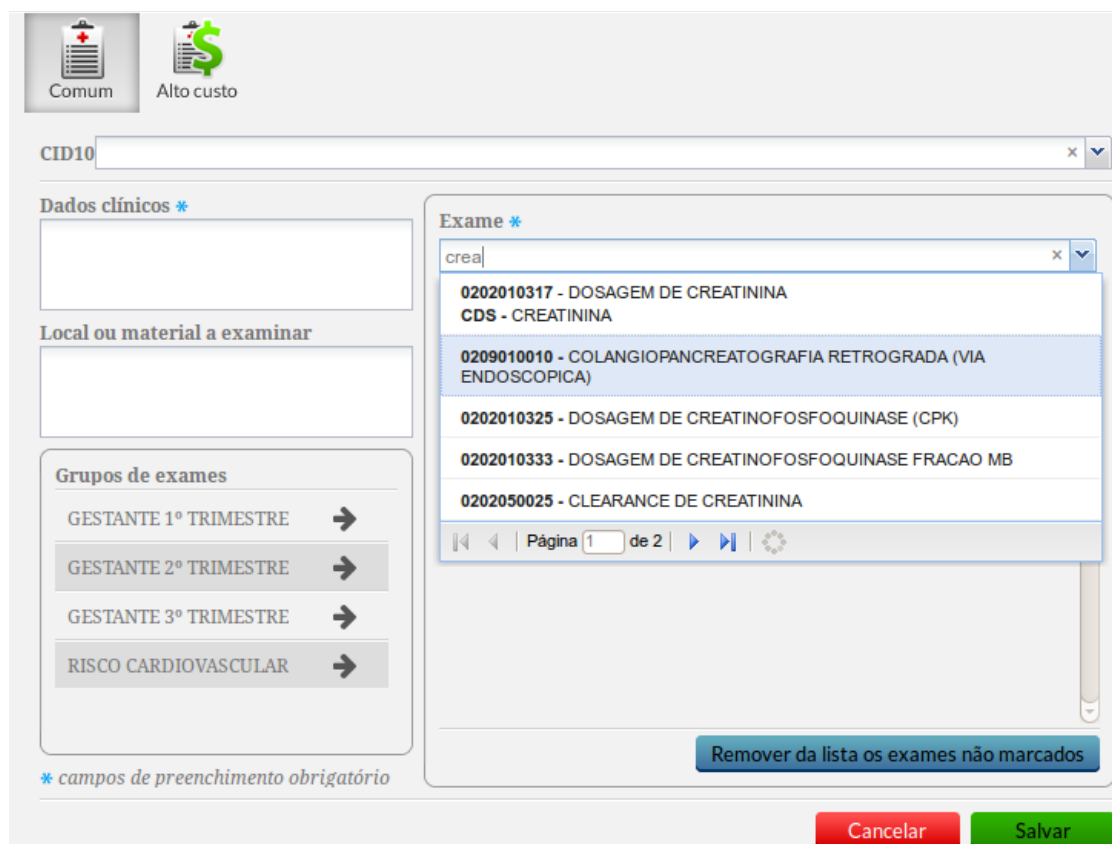 Comum
Alto custo
CID10
Dados clínicos *
Local ou material a examinar
Grupos de exames
GESTANTE 1º TRIMESTRE
GESTANTE 2º TRIMESTRE
GESTANTE 3º TRIMESTRE
RISCO CARDIOVASCULAR
* campos de preenchimento obrigatório
Exame *
crea
0202010317 - DOSAGEM DE CREATININA
CDS - CREATININA
0209010010 - COLANGIOPANCREATOGRAFIA RETROGRADA (VIA
ENDOSCOPICA)
0202010325 - DOSAGEM DE CREATINOFOSFOQUINASE (CPK)
0202010333 - DOSAGEM DE CREATINOFOSFOQUINASE FRACAO MB
0202050025 - CLEARANCE DE CREATININA
Página 1 de 2
Remover da lista os exames não marcados
Cancelar
Salvar